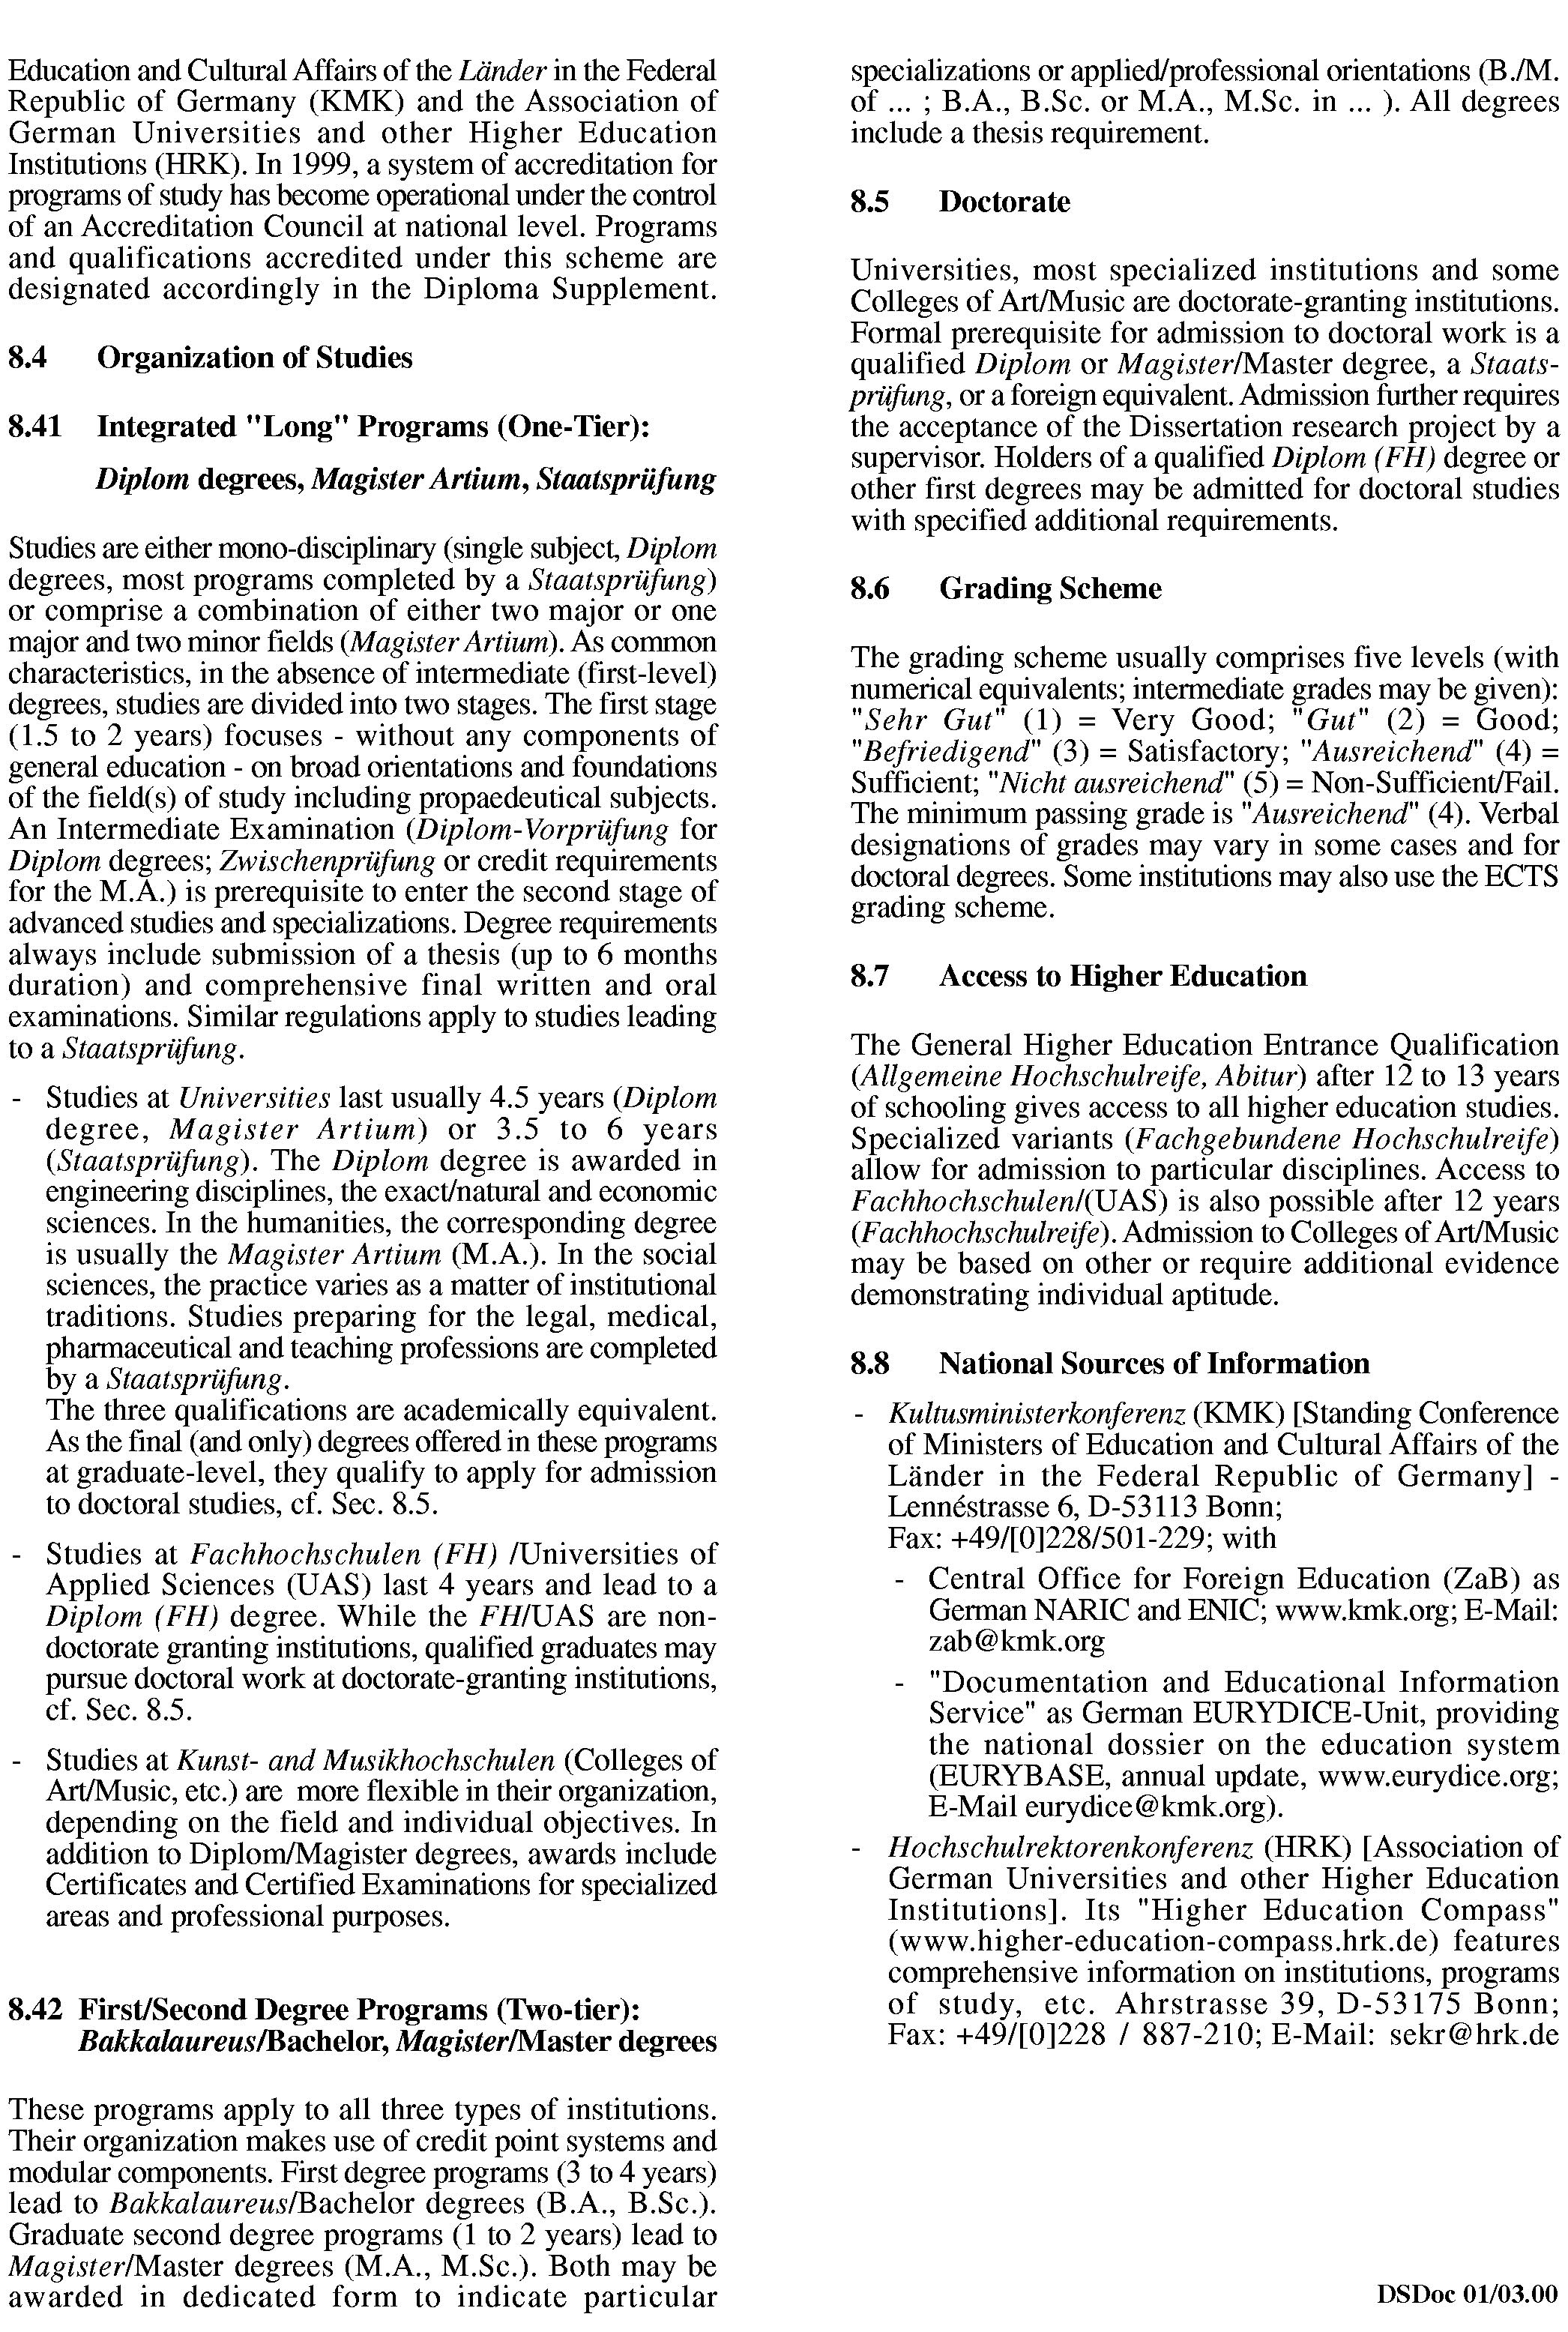 Education and Cultural Affairs of the Länder in the Federal
Republic of Germany (KMK) and the Association of
German Universities and other Higher Education
Institutions (HRK). In 1999, a system of accreditation for
programs of study has become operational under the control
of an Accreditation Council at national level. Programs
and qualifications accredited under this scheme are
designated accordingly in the Diploma Supplement.
8.4 Organization of Studies
8.41 Integrated "Long" Programs (One-Tier):
Diplom degrees, Magister Artium, Staatsprüfung
Studies are either mono-disciplinary (single subject, Diplom
degrees, most programs completed by a Staatsprüfung)
or comprise a combination of either two major or one
major and two minor fields (Magister Artium). As common
characteristics, in the absence of intermediate (first-level)
degrees, studies are divided into two stages. The first stage
(1.5 to 2 years) focuses - without any components of
general education - on broad orientations and foundations
of the field(s) of study including propaedeutical subjects.
An Intermediate Examination (Diplom-Vorprüfung for
Diplom degrees; Zwischenprüfung or credit requirements
for the M.A.) is prerequisite to enter the second stage of
advanced studies and specializations. Degree requirements
always include submission of a thesis (up to 6 months
duration) and comprehensive final written and oral
examinations. Similar regulations apply to studies leading
to a Staatsprüfung.
- Studies at Universities last usually 4.5 years (Diplom
degree, Magister Artium) or 3.5 to 6 years
(Staatsprüfung). The Diplom degree is awarded in
engineering disciplines, the exact/natural and economic
sciences. In the humanities, the corresponding degree
is usually the Magister Artium (M.A.). In the social
sciences, the practice varies as a matter of institutional
traditions. Studies preparing for the legal, medical,
pharmaceutical and teaching professions are completed
by a Staatsprüfung.
The three qualifications are academically equivalent.
As the final (and only) degrees offered in these programs
at graduate-level, they qualify to apply for admission
to doctoral studies, cf. Sec. 8.5.
- Studies at Fachhochschulen (FH) /Universities of
Applied Sciences (UAS) last 4 years and lead to a
Diplom (FH) degree. While the FH/UAS are non-
doctorate granting institutions, qualified graduates may
pursue doctoral work at doctorate-granting institutions,
cf. Sec. 8.5.
- Studies at Kunst- and Musikhochschulen (Colleges of
Art/Music, etc.) are more flexible in their organization,
depending on the field and individual objectives. In
addition to Diplom/Magister degrees, awards include
Certificates and Certified Examinations for specialized
areas and professional purposes.
8.42 First/Second Degree Programs (Two-tier):
Bakkalaureus/Bachelor, Magister/Master degrees
These programs apply to all three types of institutions.
Their organization makes use of credit point systems and
modular components. First degree programs (3 to 4 years)
lead to Bakkalaureus/Bachelor degrees (B.A., B.Sc.).
Graduate second degree programs (1 to 2 years) lead to
Magister/Master degrees (M.A., M.Sc.). Both may be
awarded in dedicated form to indicate particular
specializations or applied/professional orientations (B./M.
of ... ; B.A., B.Sc. or M.A., M.Sc. in ... ). All degrees
include a thesis requirement.
8.5 Doctorate
Universities, most specialized institutions and some
Colleges of Art/Music are doctorate-granting institutions.
Formal prerequisite for admission to doctoral work is a
qualified Diplom or Magister/Master degree, a Staats-
prüfung, or a foreign equivalent. Admission further requires
the acceptance of the Dissertation research project by a
supervisor. Holders of a qualified Diplom (FH) degree or
other first degrees may be admitted for doctoral studies
with specified additional requirements.
8.6 Grading Scheme
The grading scheme usually comprises five levels (with
numerical equivalents; intermediate grades may be given):
"Sehr Gut" (1) = Very Good; "Gut" (2) = Good;
"Befriedigend" (3) = Satisfactory; "Ausreichend" (4) =
Sufficient; "Nicht ausreichend" (5) = Non-Sufficient/Fail.
The minimum passing grade is "Ausreichend" (4). Verbal
designations of grades may vary in some cases and for
doctoral degrees. Some institutions may also use the ECTS
grading scheme.
8.7 Access to Higher Education
The General Higher Education Entrance Qualification
(Allgemeine Hochschulreife, Abitur) after 12 to 13 years
of schooling gives access to all higher education studies.
Specialized variants (Fachgebundene Hochschulreife)
allow for admission to particular disciplines. Access to
Fachhochschulen/(UAS) is also possible after 12 years
(Fachhochschulreife). Admission to Colleges of Art/Music
may be based on other or require additional evidence
demonstrating individual aptitude.
8.8 National Sources of Information
- Kultusministerkonferenz (KMK) [Standing Conference
of Ministers of Education and Cultural Affairs of the
Länder in the Federal Republic of Germany] -
Lennéstrasse 6, D-53113 Bonn;
Fax: +49/[0]228/501-229; with
- Central Office for Foreign Education (ZaB) as
German NARIC and ENIC; www.kmk.org; E-Mail:
zab@kmk.org
- "Documentation and Educational Information
Service" as German EURYDICE-Unit, providing
the national dossier on the education system
(EURYBASE, annual update, www.eurydice.org;
E-Mail eurydice@kmk.org).
- Hochschulrektorenkonferenz (HRK) [Association of
German Universities and other Higher Education
Institutions]. Its "Higher Education Compass"
(www.higher-education-compass.hrk.de) features
comprehensive information on institutions, programs
of study, etc. Ahrstrasse 39, D-53175 Bonn;
Fax: +49/[0]228 / 887-210; E-Mail: sekr@hrk.de
DSDoc 01/03.00